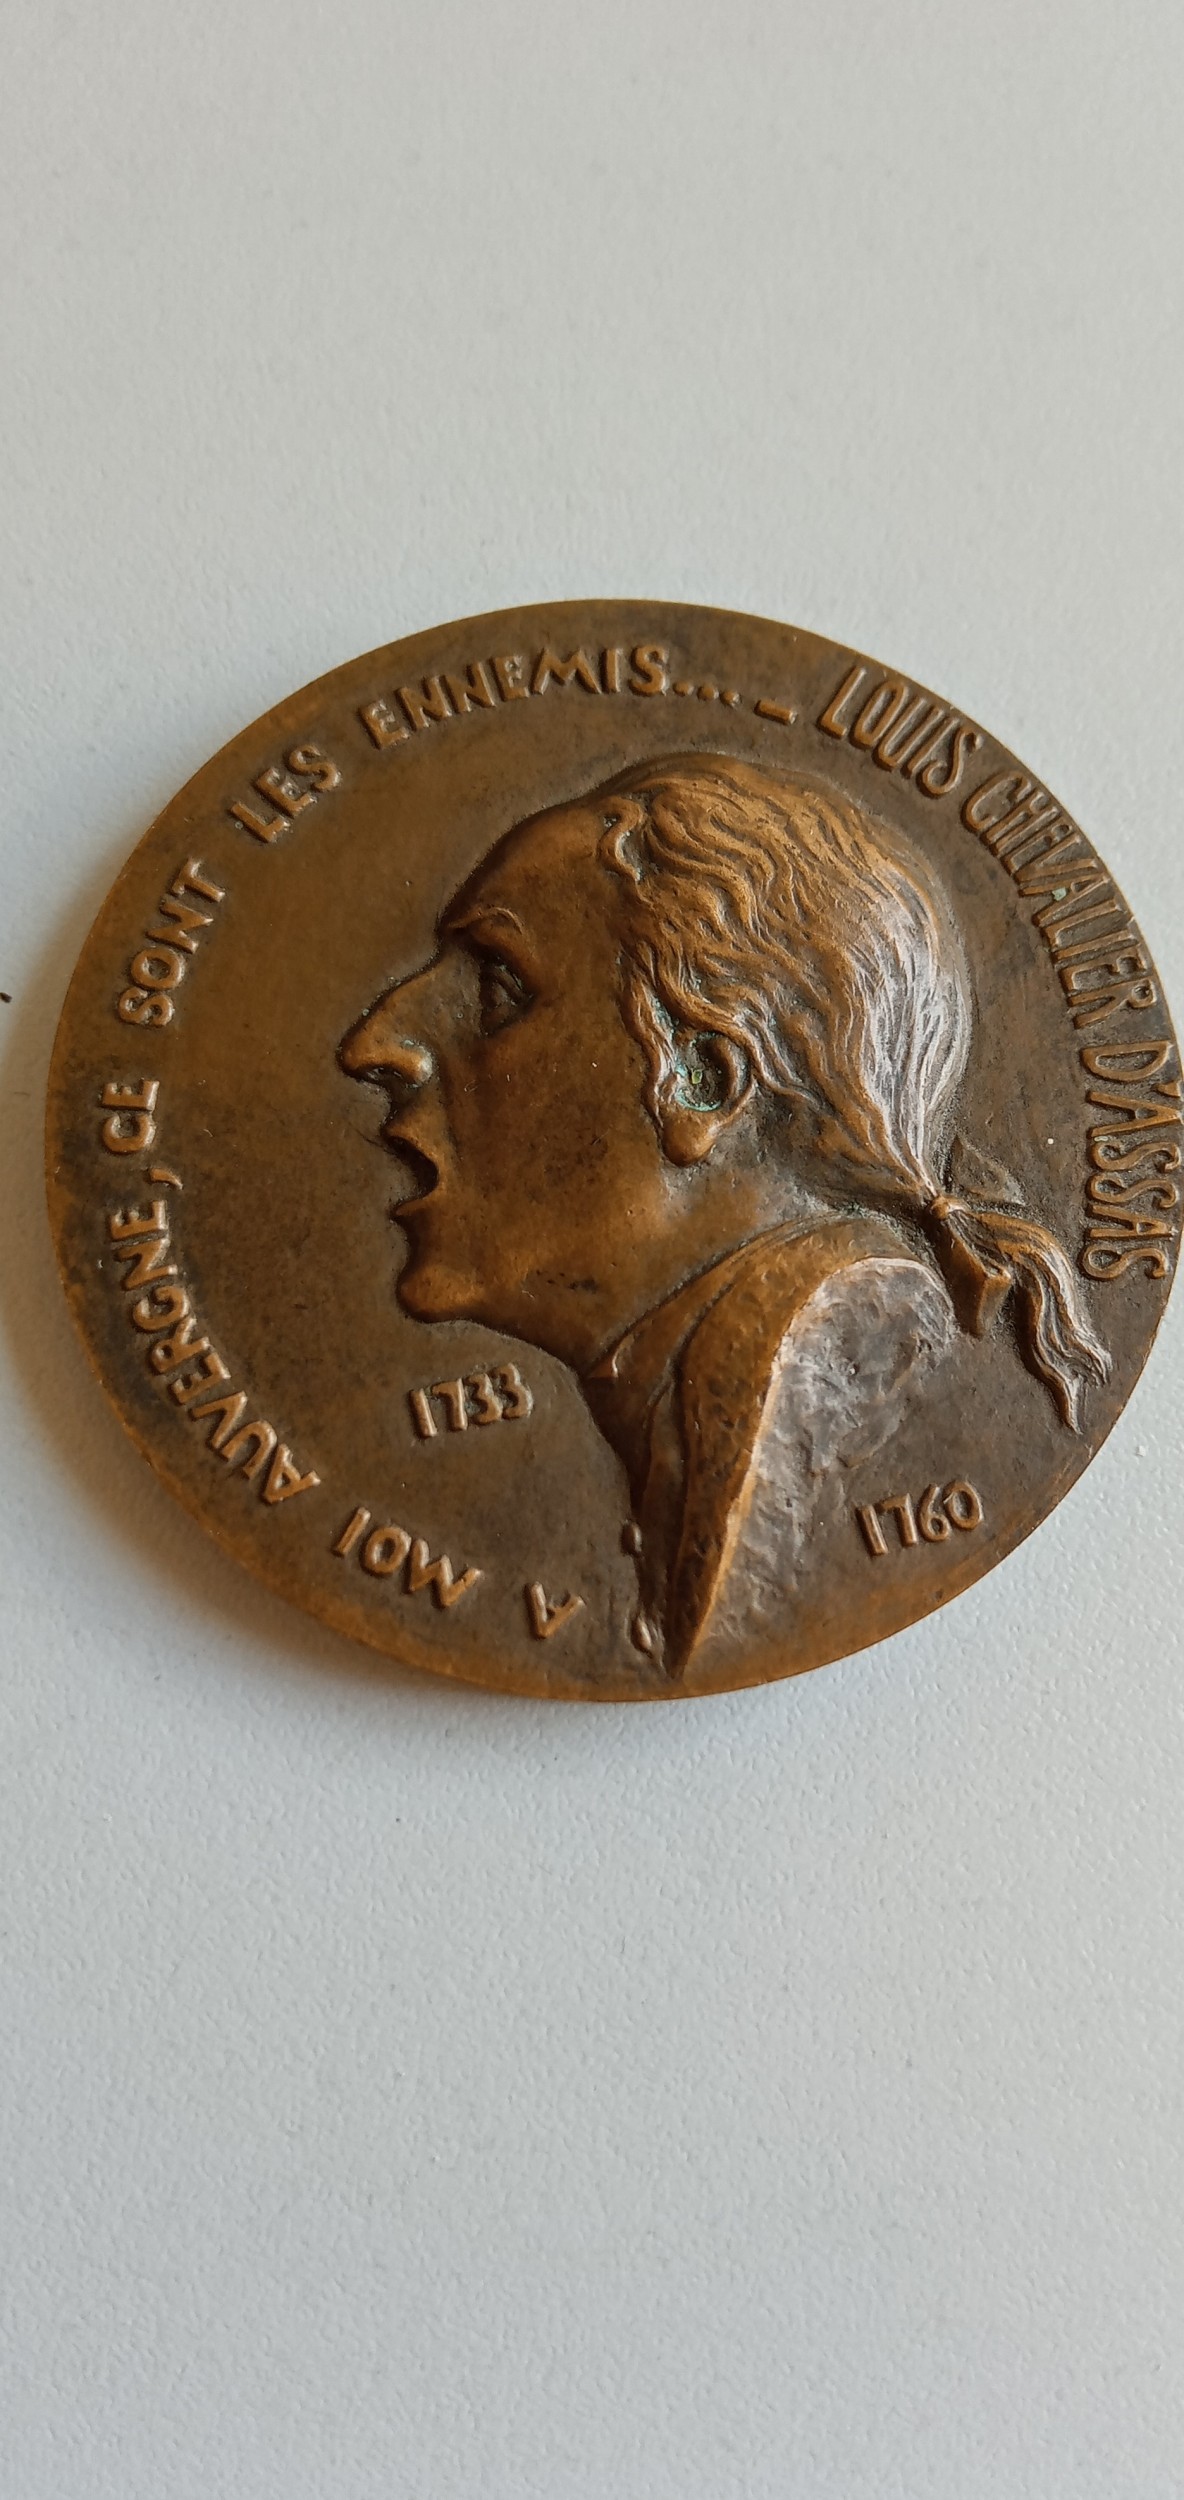 A MOI AUVERGNE, CE SONT LES ENNEMIS.... - LOUIS CHEVALIER D'ASSAS
1733
1760